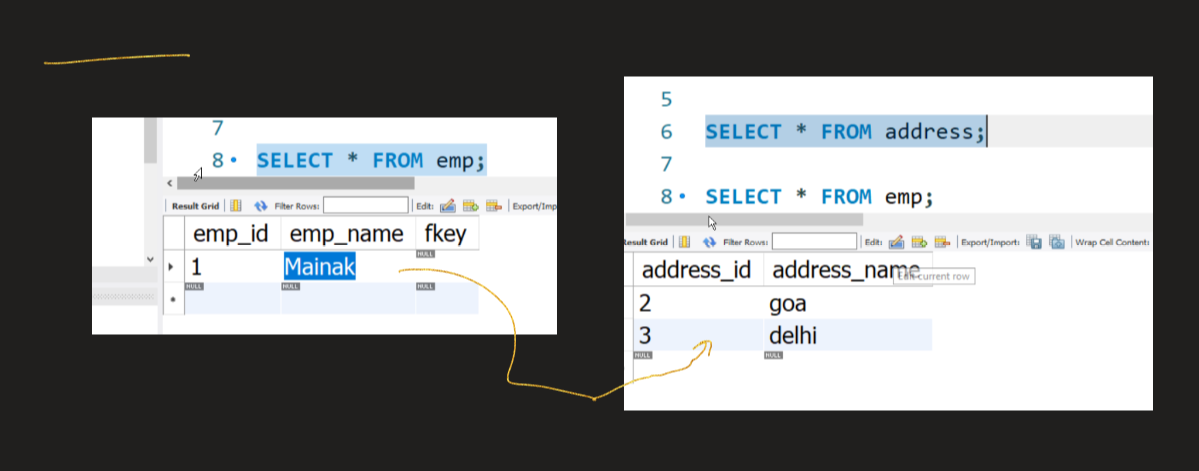 7
8 SELECT * FROM emp;
Result Grid Filter Rows: Edit: Export/Imp
emp_id emp_name fkey
1 Mainak NULL
NULL NULL NULL
5
6 SELECT * FROM address;
7
8 SELECT * FROM emp;
Result Grid Filter Rows: Edit: Export/Import: Wrap Cell Content:
address_id address_name
current row
2 goa
3 delhi
NULL NULL